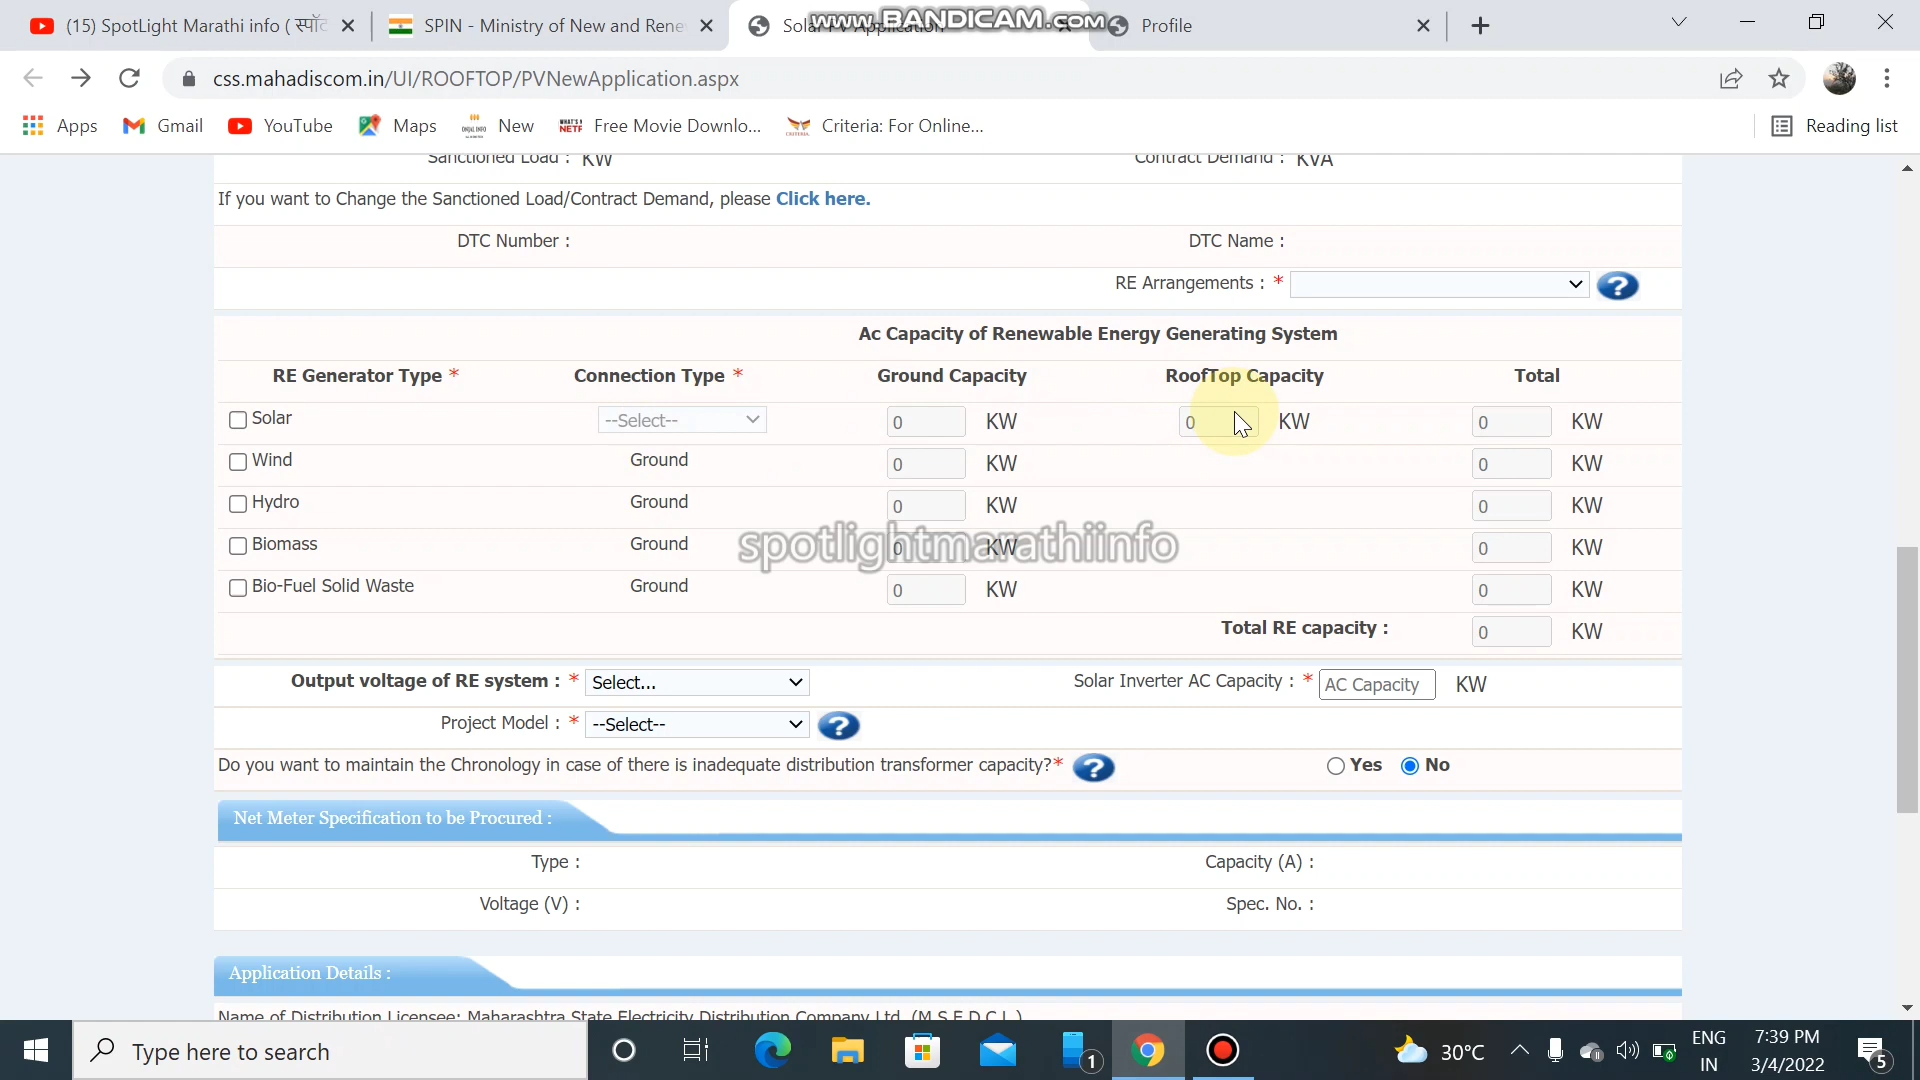 (15) SpotLight Marathi info ( स्पॉट
SPIN - Ministry of New and Rene
Solar PV Application
www.BANDICAM.com
Profile
css.mahadiscom.in/UI/ROOFTOP/PVNewApplication.aspx
Apps
Gmail
YouTube
Maps
New
Free Movie Downlo...
Criteria: For Online...
Reading list
Sanctioned Load : KW
Contract Demand : KVA
If you want to Change the Sanctioned Load/Contract Demand, please Click here.
DTC Number :
DTC Name :
RE Arrangements : *
?
Ac Capacity of Renewable Energy Generating System
RE Generator Type *
Connection Type *
Ground Capacity
RoofTop Capacity
Total
Solar
--Select--
0 KW
0 KW
0 KW
Wind
Ground
0 KW
0 KW
Hydro
Ground
0 KW
0 KW
Biomass
Ground
0 KW
0 KW
spotlightmarathiinfo
Bio-Fuel Solid Waste
Ground
0 KW
0 KW
Total RE capacity :
0 KW
Output voltage of RE system : * Select...
Solar Inverter AC Capacity : * AC Capacity KW
Project Model : * --Select-- ?
Do you want to maintain the Chronology in case of there is inadequate distribution transformer capacity?* ?
Yes
No
Net Meter Specification to be Procured :
Type :
Capacity (A) :
Voltage (V) :
Spec. No. :
Application Details :
Name of Distribution Licensee: Maharashtra State Electricity Distribution Company Ltd. (M.S.E.D.C.L.)
Type here to search
1
30°C
ENG
IN
7:39 PM
3/4/2022
5